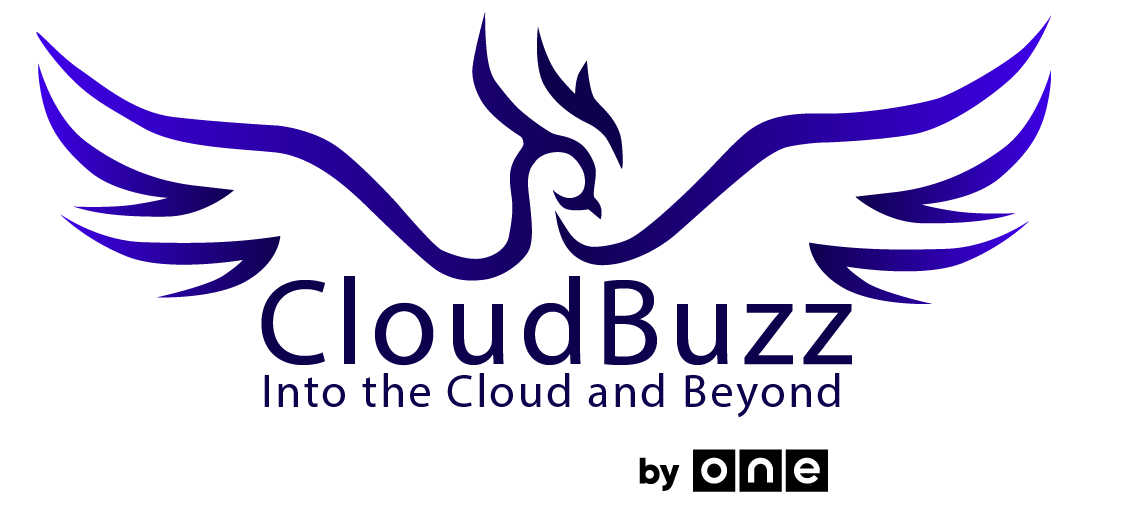 CloudBuzz
Into the Cloud and Beyond
by one